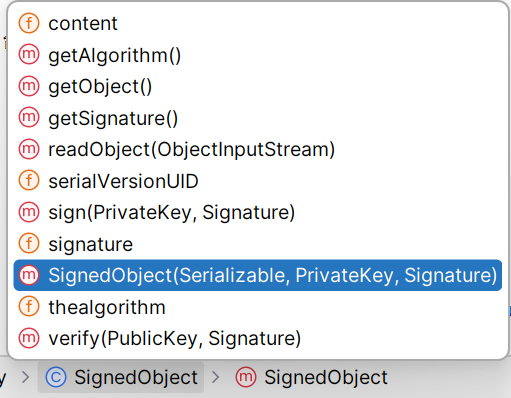 f content
m getAlgorithm()
m getObject()
m getSignature()
m readObject(ObjectInputStream)
f serialVersionUID
m sign(PrivateKey, Signature)
f signature
m SignedObject(Serializable, PrivateKey, Signature)
f thealgorithm
m verify(PublicKey, Signature)
y > C SignedObject > m SignedObject